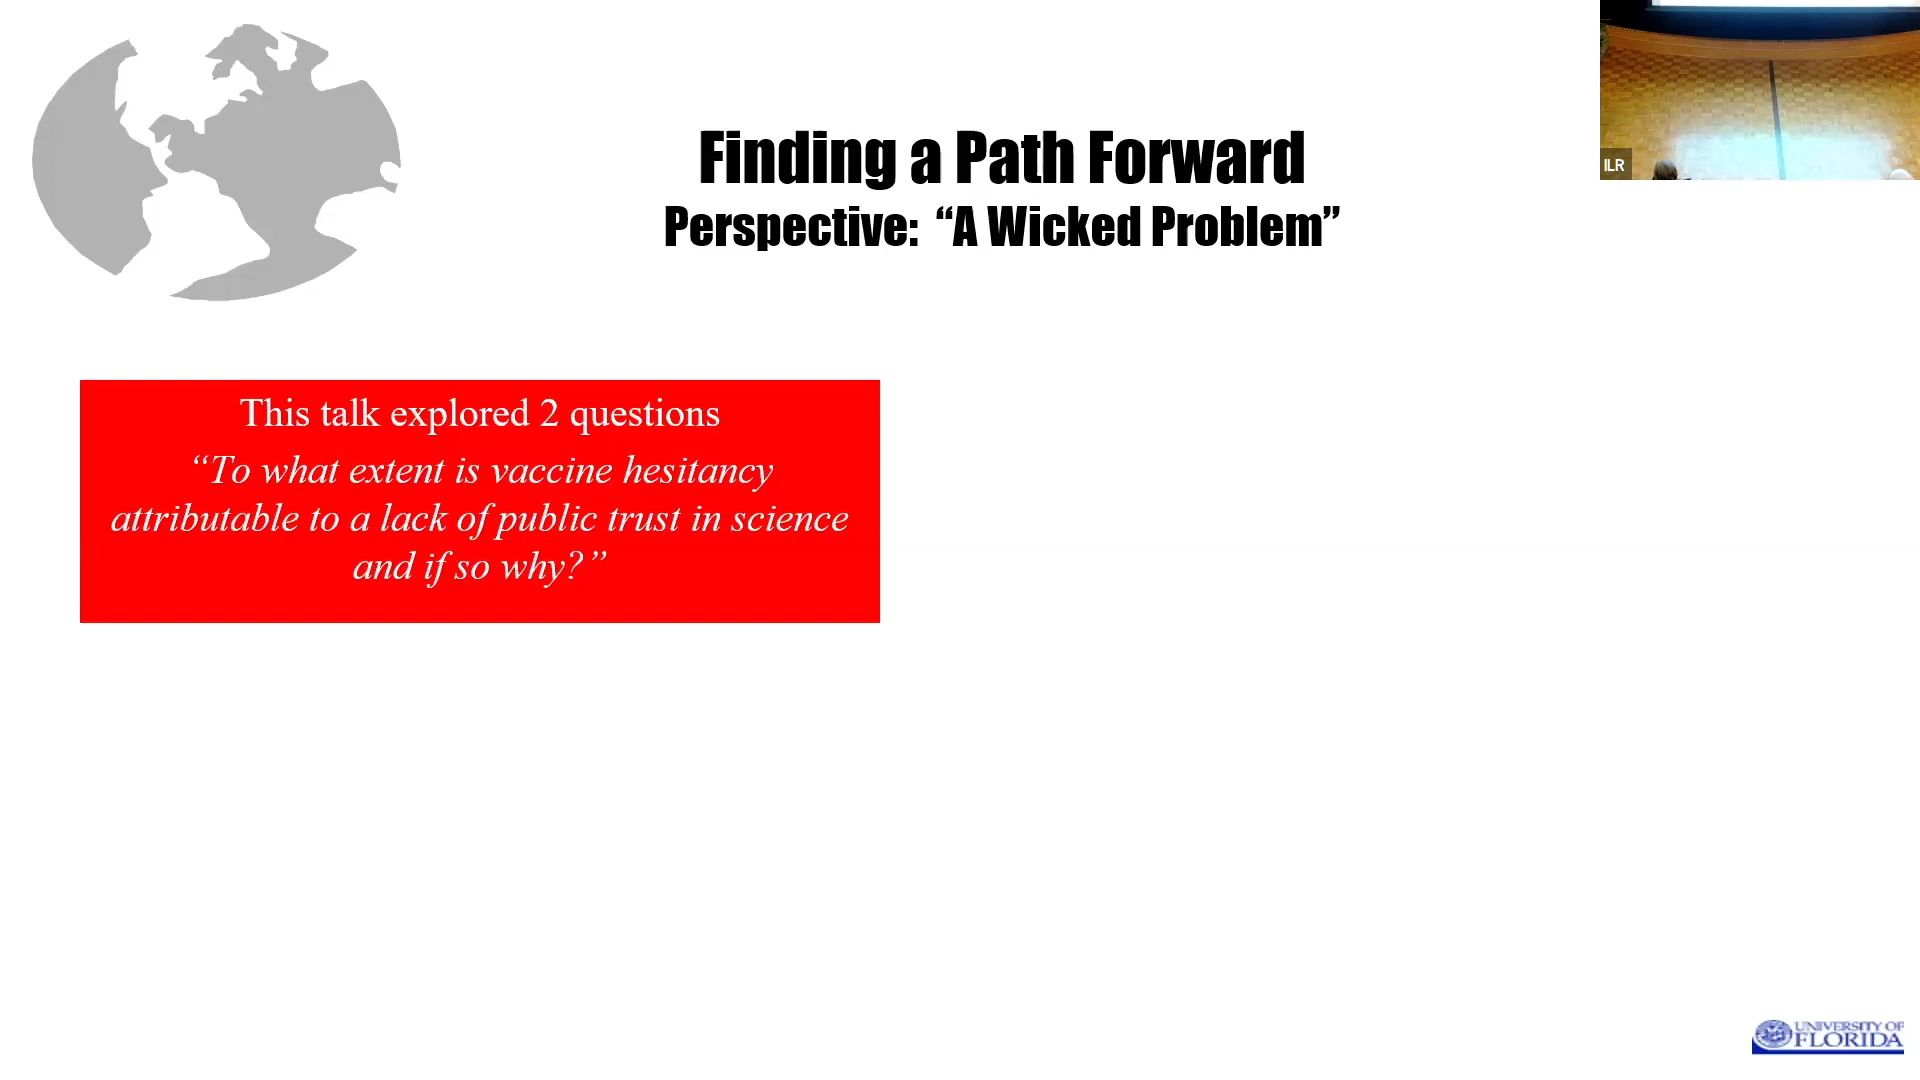 Finding a Path Forward
Perspective: “A Wicked Problem”
ILR
This talk explored 2 questions
“To what extent is vaccine hesitancy
attributable to a lack of public trust in science
and if so why?”
UNIVERSITY OF
FLORIDA